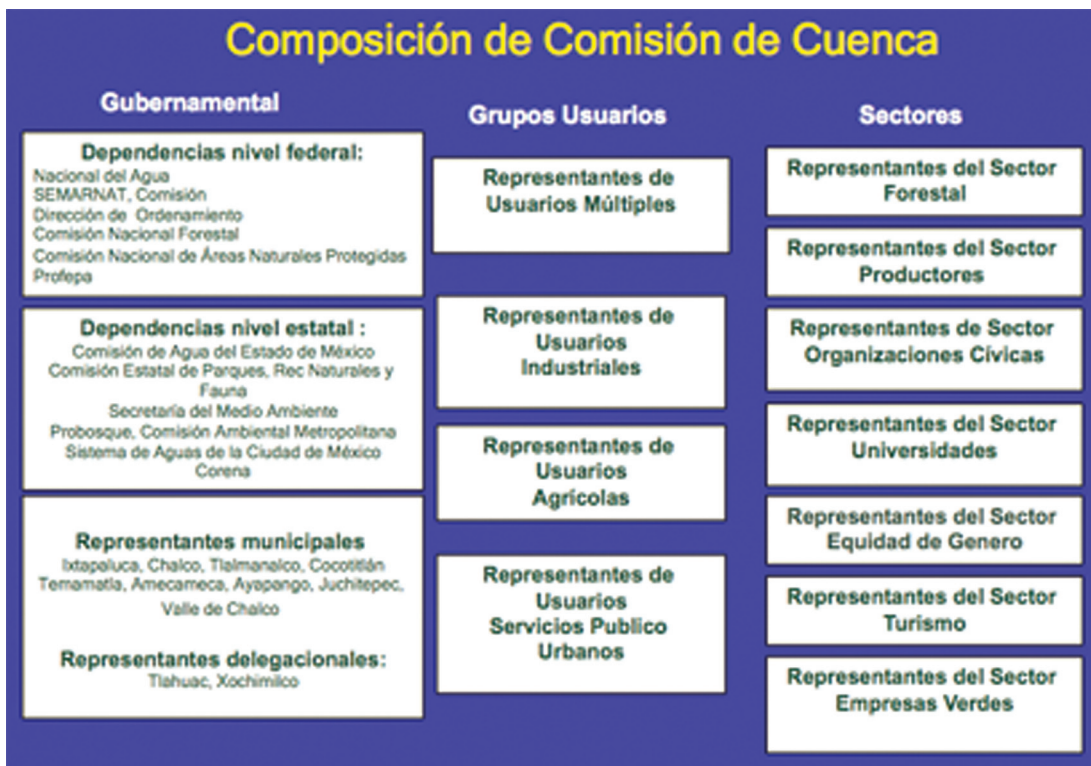 Composición de Comisión de Cuenca
Gubernamental
Dependencias nivel federal:
Nacional del Agua
SEMARNAT, Comisión
Dirección de Ordenamiento
Comisión Nacional Forestal
Comisión Nacional de Áreas Naturales Protegidas
Profepa
Dependencias nivel estatal :
Comisión de Agua del Estado de México
Comisión Estatal de Parques, Rec Naturales y
Fauna
Secretaría del Medio Ambiente
Probosque, Comisión Ambiental Metropolitana
Sistema de Aguas de la Ciudad de México
Corena
Representantes municipales
Ixtapaluca, Chalco, Tlalmanalco, Cocotitlán
Temamatla, Amecameca, Ayapango, Juchitepec,
Valle de Chalco
Representantes delegacionales:
Tlahuac, Xochimilco
Grupos Usuarios
Representantes de
Usuarios Múltiples
Representantes de
Usuarios
Industriales
Representantes de
Usuarios
Agrícolas
Representantes de
Usuarios
Servicios Publico
Urbanos
Sectores
Representantes del Sector
Forestal
Representantes del Sector
Productores
Representantes de Sector
Organizaciones Cívicas
Representantes del Sector
Universidades
Representantes del Sector
Equidad de Genero
Representantes del Sector
Turismo
Representantes del Sector
Empresas Verdes